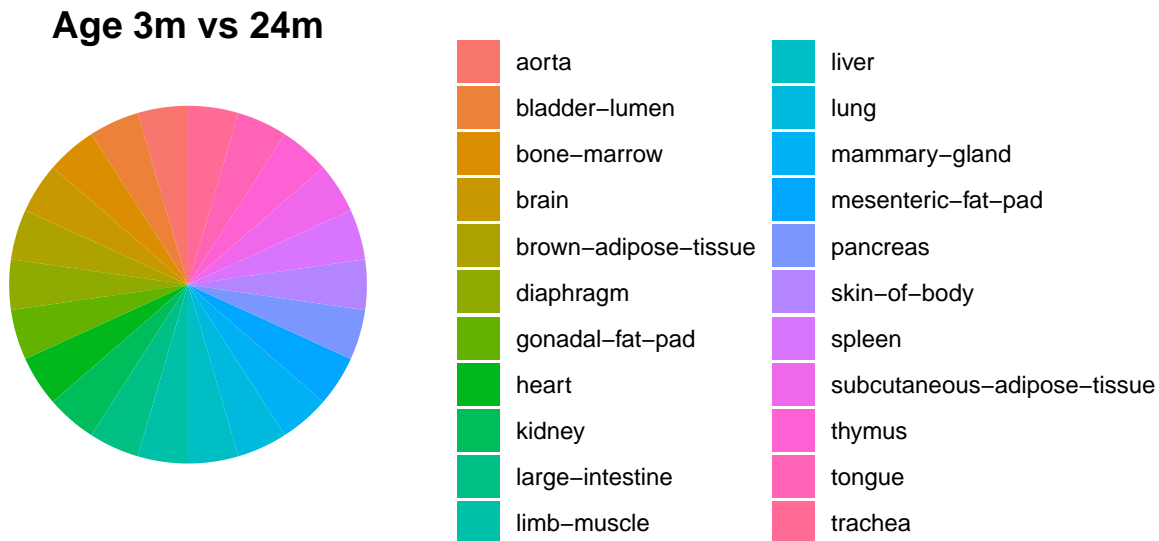 Age 3m vs 24m
aorta
bladder−lumen
bone−marrow
brain
brown−adipose−tissue
diaphragm
gonadal−fat−pad
heart
kidney
large−intestine
limb−muscle
liver
lung
mammary−gland
mesenteric−fat−pad
pancreas
skin−of−body
spleen
subcutaneous−adipose−tissue
thymus
tongue
trachea